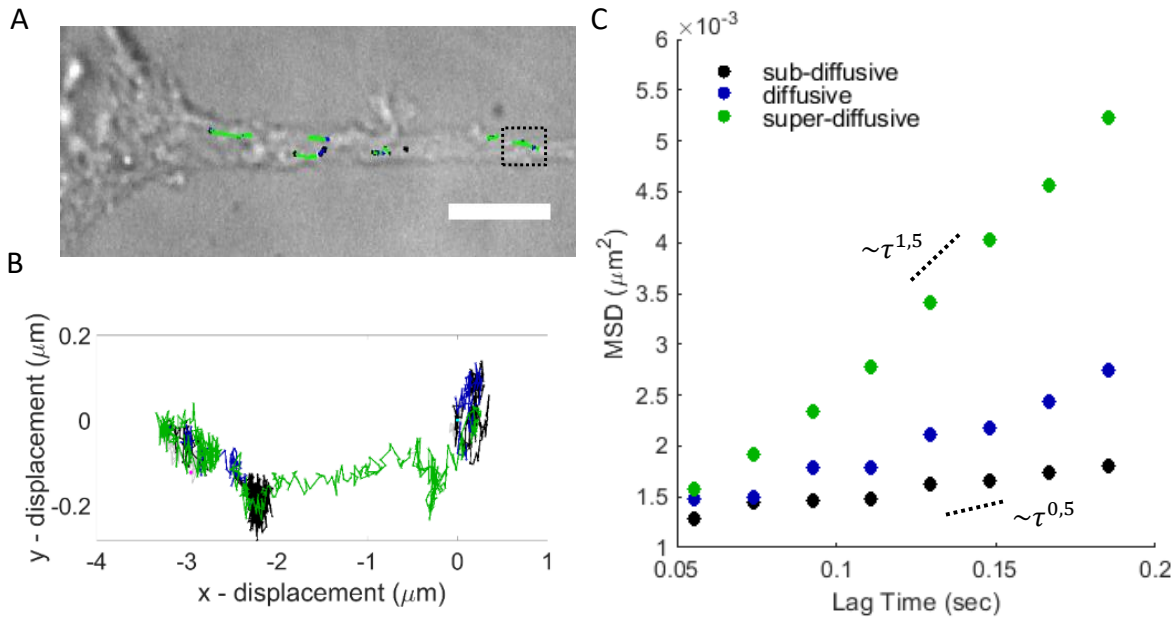 A
B
0.2
0
-0.2
-4
-3
-2
-1
0
1
y - displacement (μm)
x - displacement (μm)
C
×10⁻³
6
5.5
5
4.5
4
3.5
3
2.5
2
1.5
1
0.05
0.1
0.15
0.2
MSD (μm²)
Lag Time (sec)
sub-diffusive
diffusive
super-diffusive
~τ¹,⁵
~τ⁰,⁵